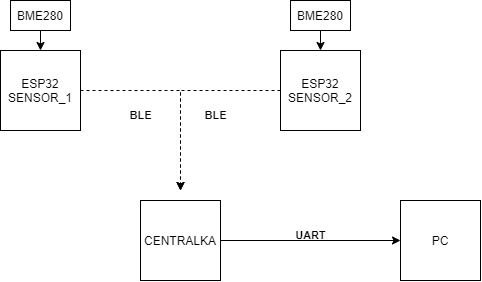 BME280
BME280
ESP32
SENSOR_1
ESP32
SENSOR_2
BLE
BLE
CENTRALKA
UART
PC